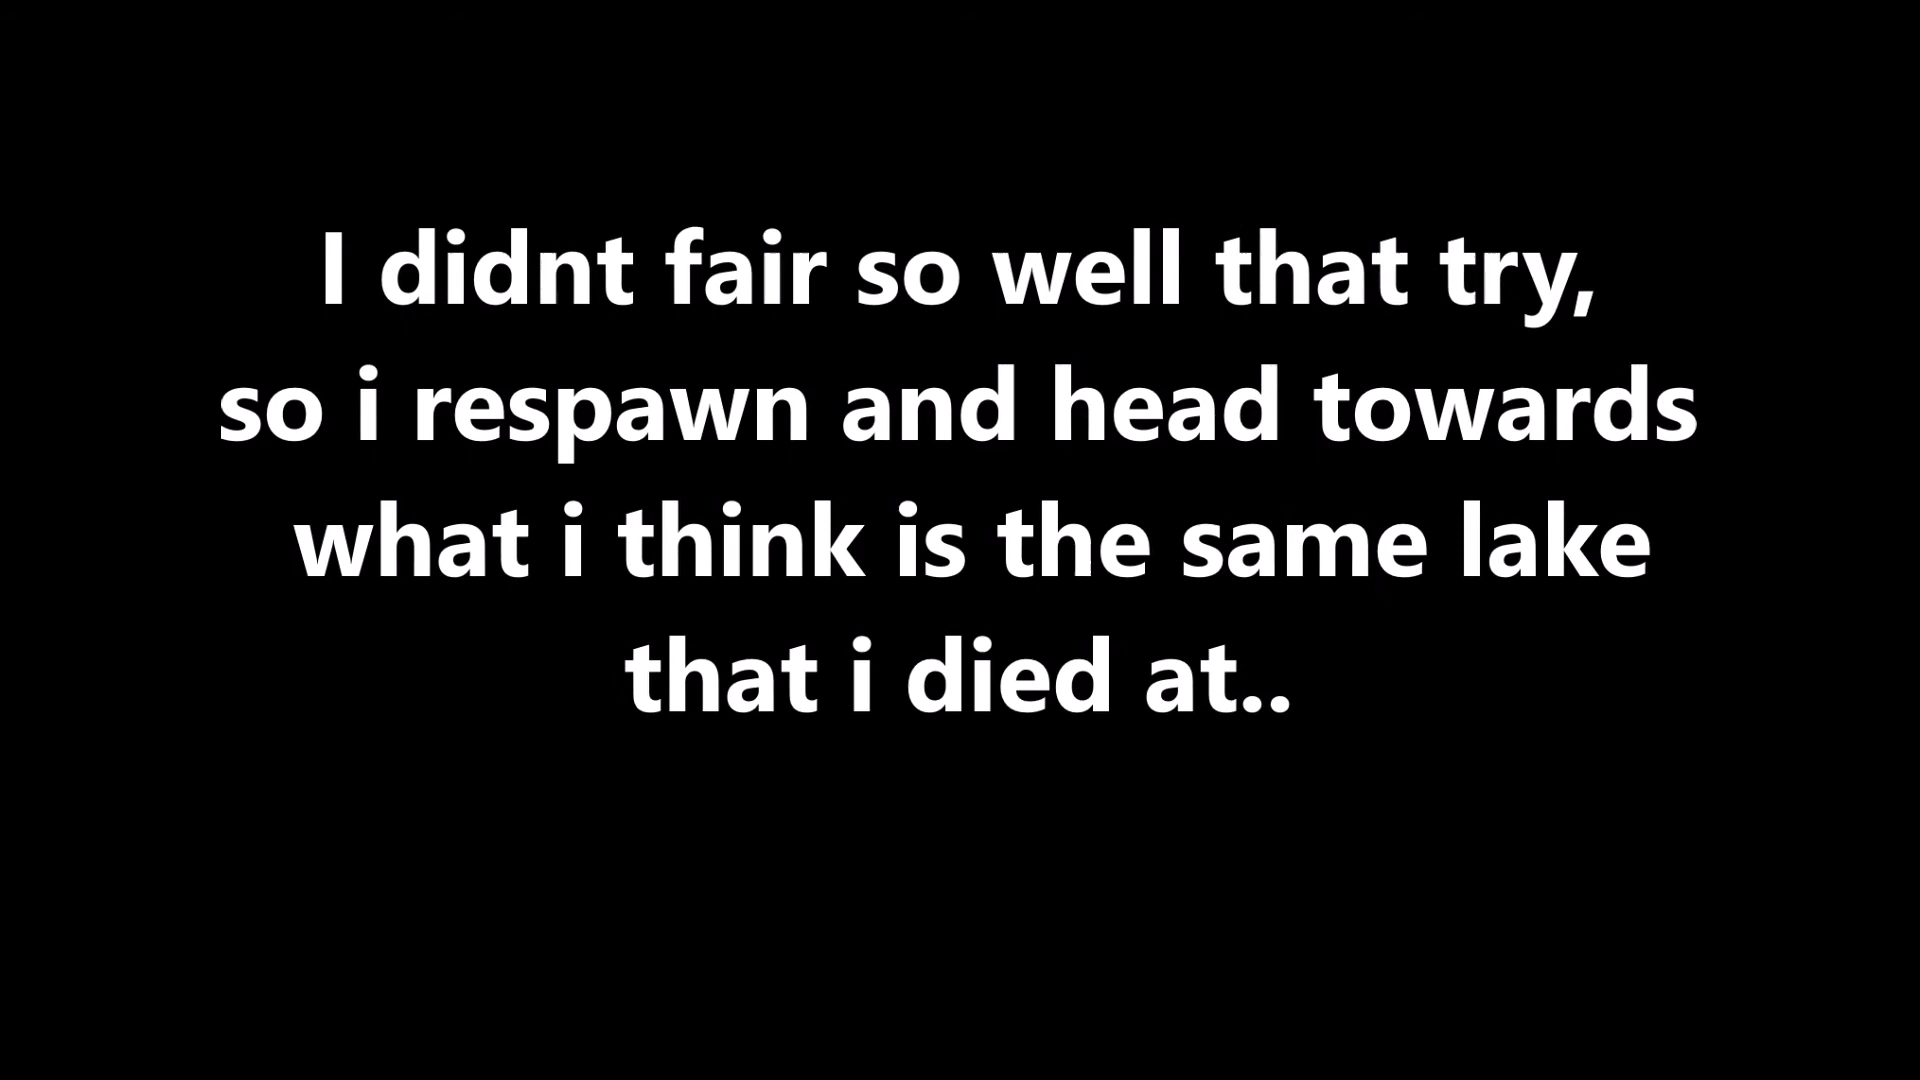 I didnt fair so well that try,
so i respawn and head towards
what i think is the same lake
that i died at..